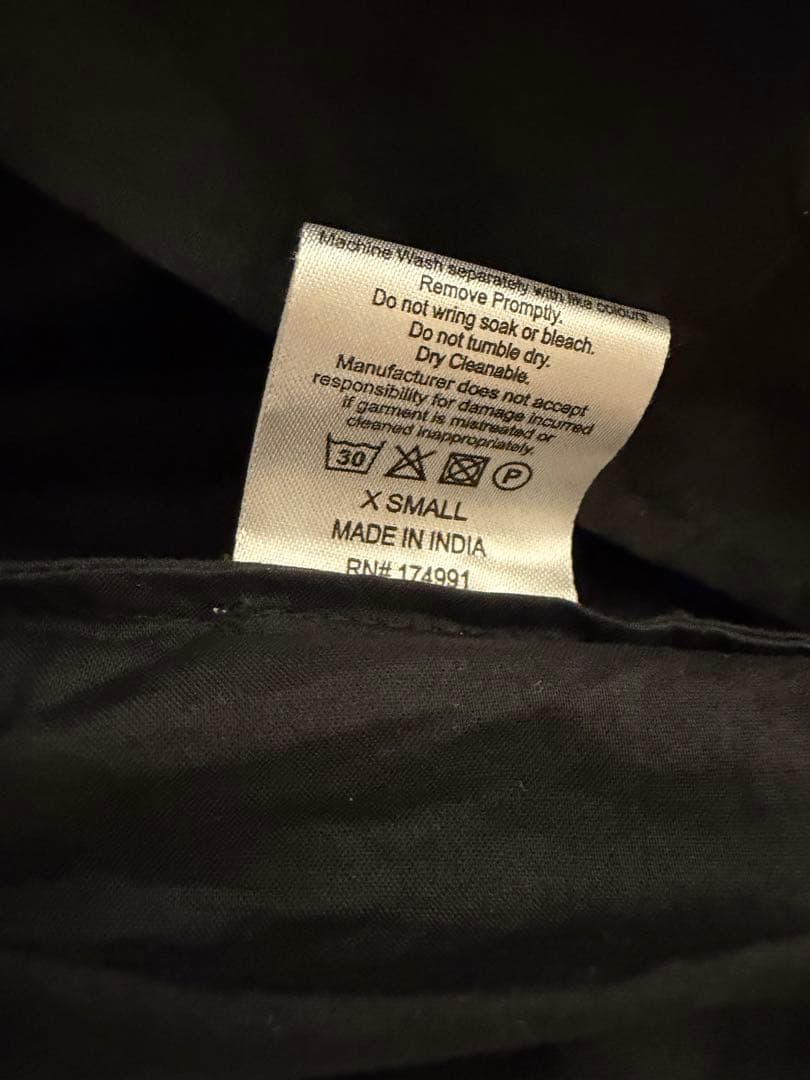 Machine Wash separately with like colours.
Remove Promptly.
Do not wring soak or bleach.
Do not tumble dry.
Dry Cleanable.
Manufacturer does not accept
responsibility for damage incurred
if garment is mistreated or
cleaned inappropriately.
30 P
X SMALL
MADE IN INDIA
RN# 174991